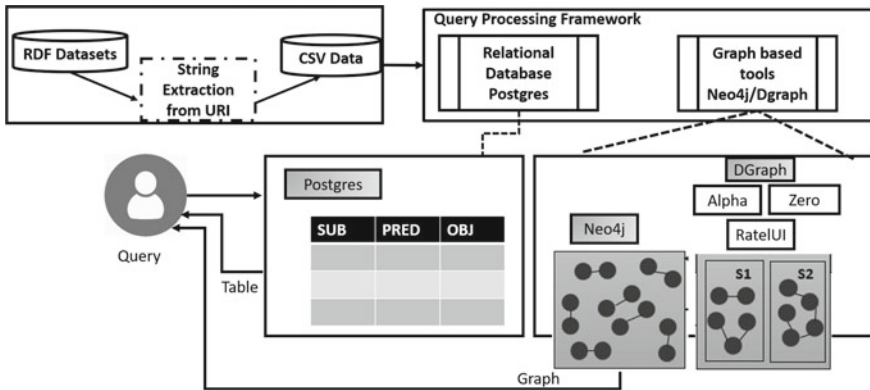 Query Processing Framework
RDF Datasets
String
Extraction
from URI
CSV Data
Relational
Database
Postgres
Graph based
tools
Neo4j/Dgraph
Query
Table
Postgres
SUB PRED OBJ
DGraph
Alpha
Zero
RatelUI
Neo4j
S1
S2
Graph